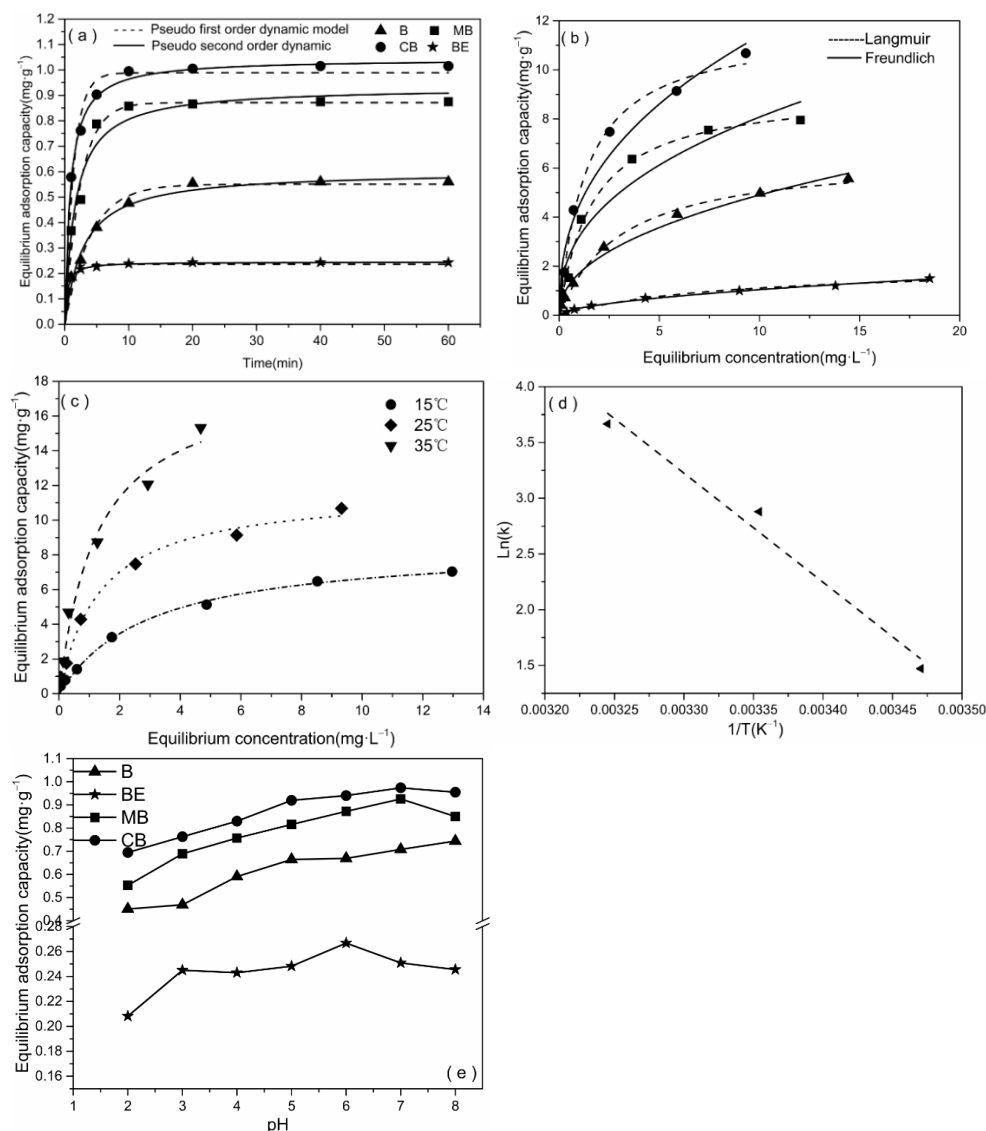 ( a )
Pseudo first order dynamic model
Pseudo second order dynamic
B
MB
CB
BE
1.2
1.1
1.0
0.9
0.8
0.7
0.6
0.5
0.4
0.3
0.2
0.1
0.0
Equilibrium adsorption capacity(mg·g⁻¹)
0 10 20 30 40 50 60
Time(min)
( b )
Langmuir
Freundlich
12
10
8
6
4
2
0
Equilibrium adsorption capacity(mg·g⁻¹)
0 5 10 15 20
Equilibrium concentration(mg·L⁻¹)
( c )
15℃
25℃
35℃
18
16
14
12
10
8
6
4
2
0
Equilibrium adsorption capacity(mg·g⁻¹)
0 2 4 6 8 10 12 14
Equilibrium concentration(mg·L⁻¹)
( d )
4.0
3.5
3.0
2.5
2.0
1.5
Ln(k)
0.00320 0.00325 0.00330 0.00335 0.00340 0.00345 0.00350
1/T(K⁻¹)
B
BE
MB
CB
1.1
1.0
0.9
0.8
0.7
0.6
0.5
0.4
0.28
0.26
0.24
0.22
0.20
0.18
0.16
Equilibrium adsorption capacity(mg·g⁻¹)
( e )
1 2 3 4 5 6 7 8
pH